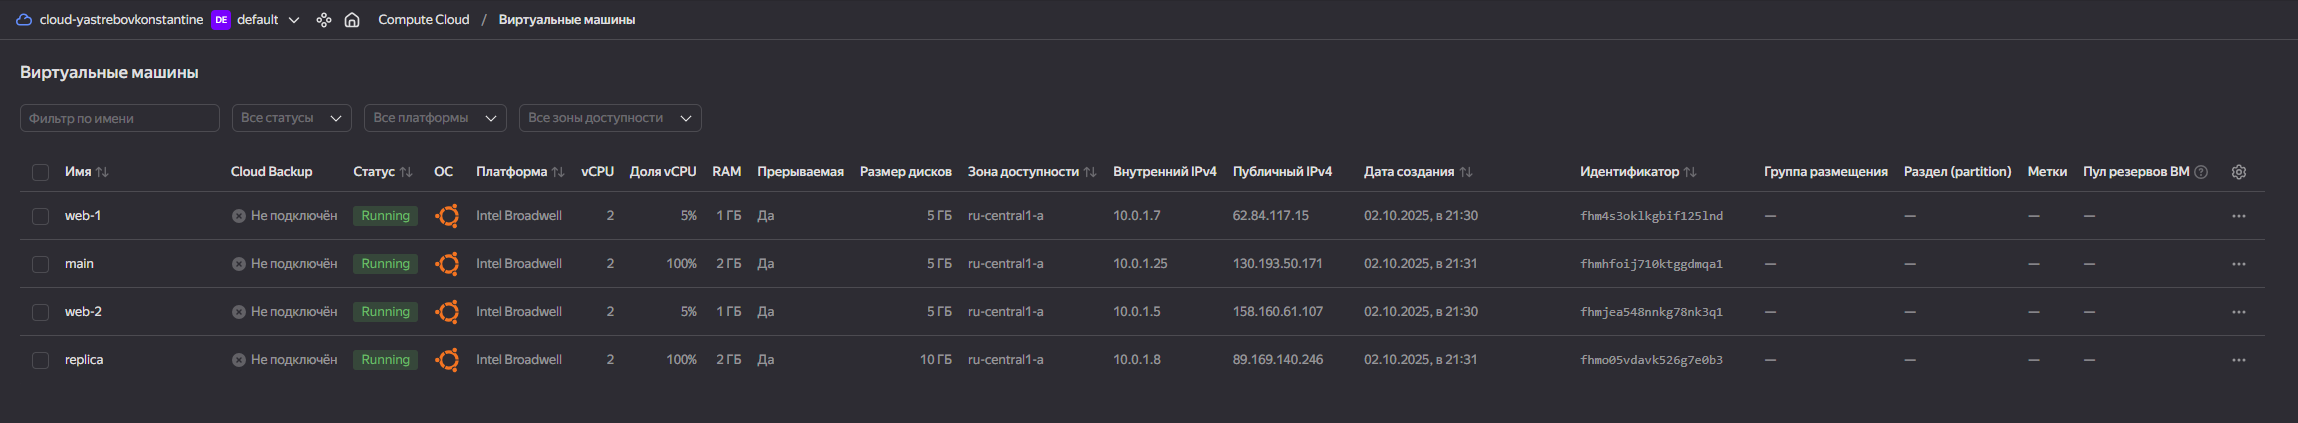 cloud-yastrebovkonstantine DE default Compute Cloud / Виртуальные машины
Виртуальные машины
Фильтр по имени Все статусы Все платформы Все зоны доступности
Имя Cloud Backup Статус ОС Платформа vCPU Доля vCPU RAM Прерываемая Размер дисков Зона доступности Внутренний IPv4 Публичный IPv4 Дата создания Идентификатор Группа размещения Раздел (partition) Метки Пул резервов ВМ
web-1 Не подключён Running Intel Broadwell 2 5% 1 ГБ Да 5 ГБ ru-central1-a 10.0.1.7 62.84.117.15 02.10.2025, в 21:30 fhm4s3oklkgbif125lnd — — — —
main Не подключён Running Intel Broadwell 2 100% 2 ГБ Да 5 ГБ ru-central1-a 10.0.1.25 130.193.50.171 02.10.2025, в 21:31 fhmhfoij710ktggdmqa1 — — — —
web-2 Не подключён Running Intel Broadwell 2 5% 1 ГБ Да 5 ГБ ru-central1-a 10.0.1.5 158.160.61.107 02.10.2025, в 21:30 fhmjea548nnkg78nk3q1 — — — —
replica Не подключён Running Intel Broadwell 2 100% 2 ГБ Да 10 ГБ ru-central1-a 10.0.1.8 89.169.140.246 02.10.2025, в 21:31 fhmo05vdavk526g7e0b3 — — — —